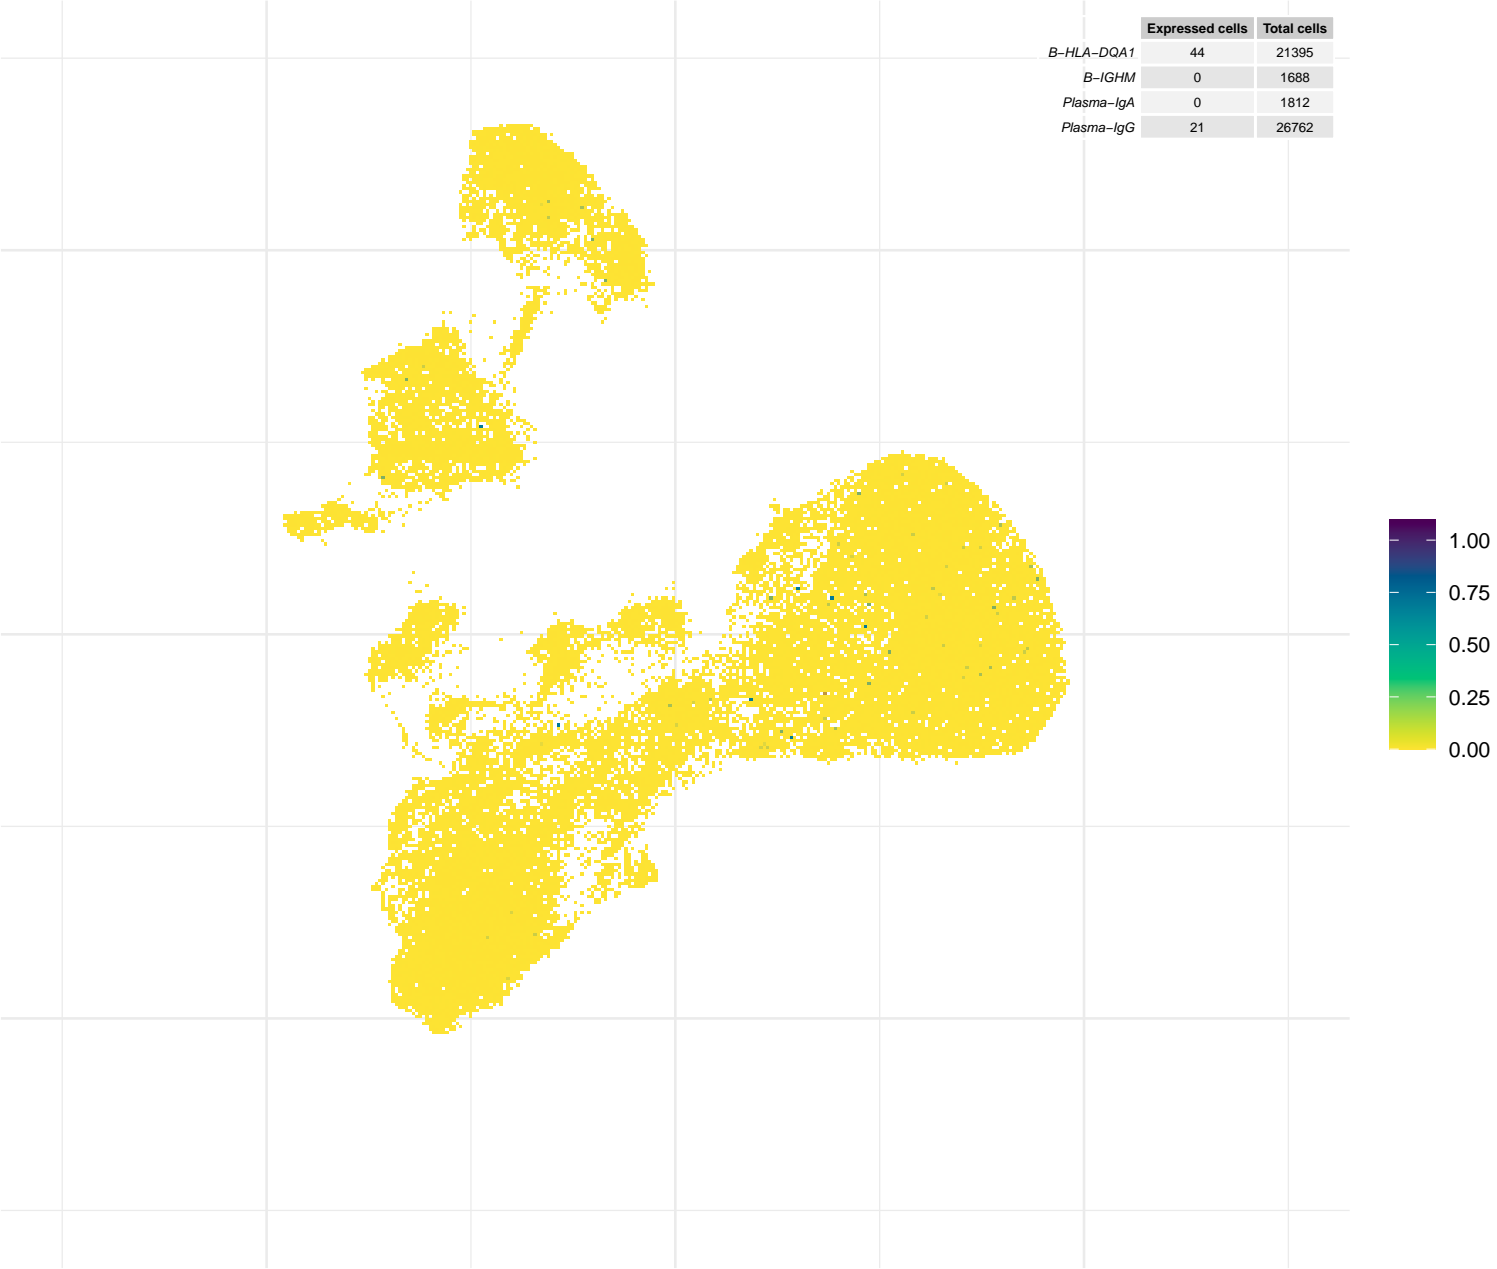 Expressed cells Total cells
B−HLA−DQA1 44 21395
B−IGHM 0 1688
Plasma−IgA 0 1812
Plasma−IgG 21 26762
1.00
0.75
0.50
0.25
0.00